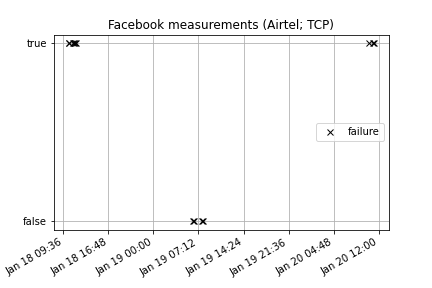 Facebook measurements (Airtel; TCP)
true
failure
false
Jan 18 09:36
Jan 18 16:48
Jan 19 00:00
Jan 19 07:12
Jan 19 14:24
Jan 19 21:36
Jan 20 04:48
Jan 20 12:00